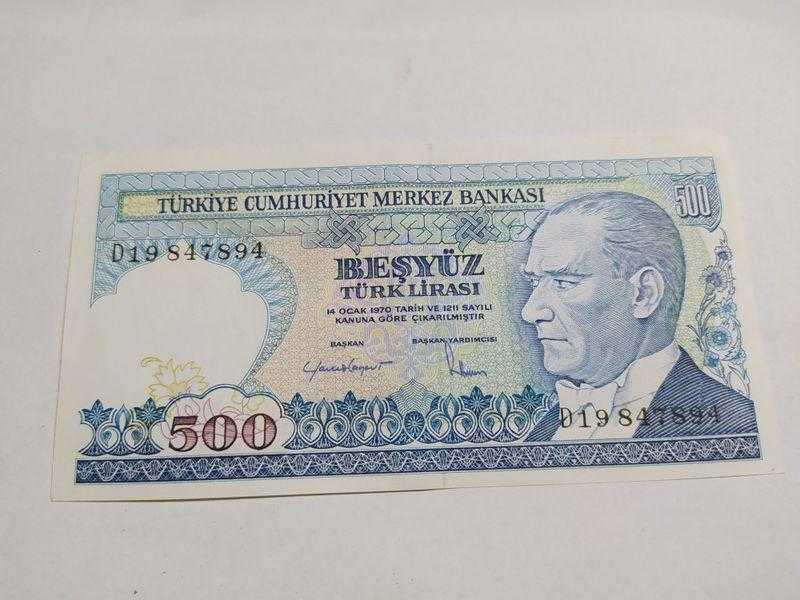 TÜRKİYE CUMHURİYET MERKEZ BANKASI
500
D19 847894
BEŞYÜZ
TÜRK LİRASI
14 OCAK 1970 TARİH VE 1211 SAYILI
KANUNA GÖRE ÇIKARILMIŞTIR
BAŞKAN BAŞKAN YARDIMCISI
500
D19 847894